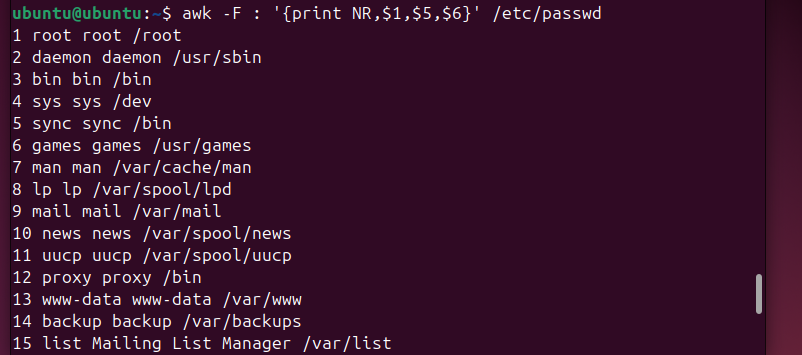 ubuntu@ubuntu:~$ awk -F : '{print NR,$1,$5,$6}' /etc/passwd
1 root root /root
2 daemon daemon /usr/sbin
3 bin bin /bin
4 sys sys /dev
5 sync sync /bin
6 games games /usr/games
7 man man /var/cache/man
8 lp lp /var/spool/lpd
9 mail mail /var/mail
10 news news /var/spool/news
11 uucp uucp /var/spool/uucp
12 proxy proxy /bin
13 www-data www-data /var/www
14 backup backup /var/backups
15 list Mailing List Manager /var/list